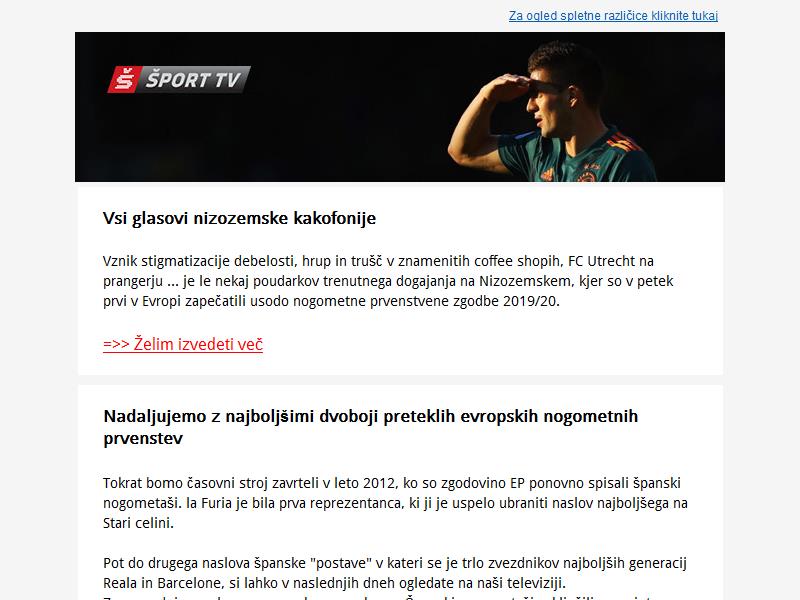 Za ogled spletne različice kliknite tukaj
Š ŠPORT TV
Vsi glasovi nizozemske kakofonije
Vznik stigmatizacije debelosti, hrup in trušč v znamenitih coffee shopih, FC Utrecht na
prangerju ... je le nekaj poudarkov trenutnega dogajanja na Nizozemskem, kjer so v petek
prvi v Evropi zapečatili usodo nogometne prvenstvene zgodbe 2019/20.
=>> Želim izvedeti več
Nadaljujemo z najboljšimi dvoboji preteklih evropskih nogometnih
prvenstev
Tokrat bomo časovni stroj zavrteli v leto 2012, ko so zgodovino EP ponovno spisali španski
nogometaši. la Furia je bila prva reprezentanca, ki ji je uspelo ubraniti naslov najboljšega na
Stari celini.
Pot do drugega naslova španske "postave" v kateri se je trlo zvezdnikov najboljših generacij
Reala in Barcelone, si lahko v naslednjih dneh ogledate na naši televiziji.